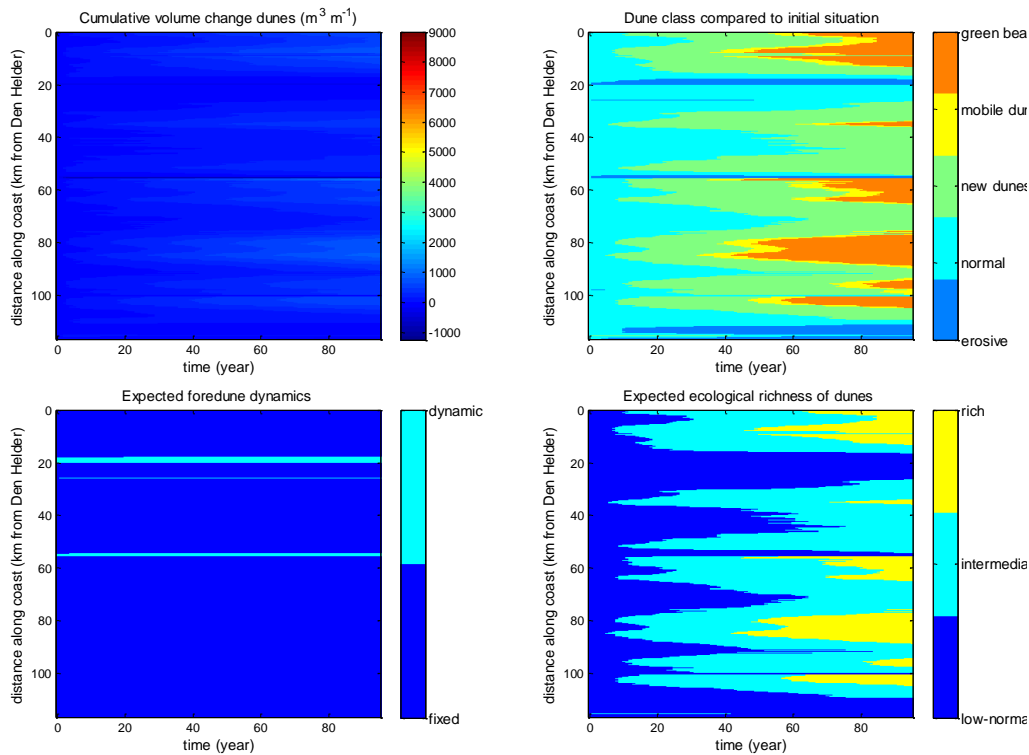 Cumulative volume change dunes (m³ m⁻¹)
distance along coast (km from Den Helder)
0
20
40
60
80
100
0
20
40
60
80
time (year)
9000
8000
7000
6000
5000
4000
3000
2000
1000
0
-1000
Dune class compared to initial situation
distance along coast (km from Den Helder)
0
20
40
60
80
100
0
20
40
60
80
time (year)
green bea
mobile dun
new dunes
normal
erosive
Expected foredune dynamics
distance along coast (km from Den Helder)
0
20
40
60
80
100
0
20
40
60
80
time (year)
dynamic
fixed
Expected ecological richness of dunes
distance along coast (km from Den Helder)
0
20
40
60
80
100
0
20
40
60
80
time (year)
rich
intermedia
low-norma